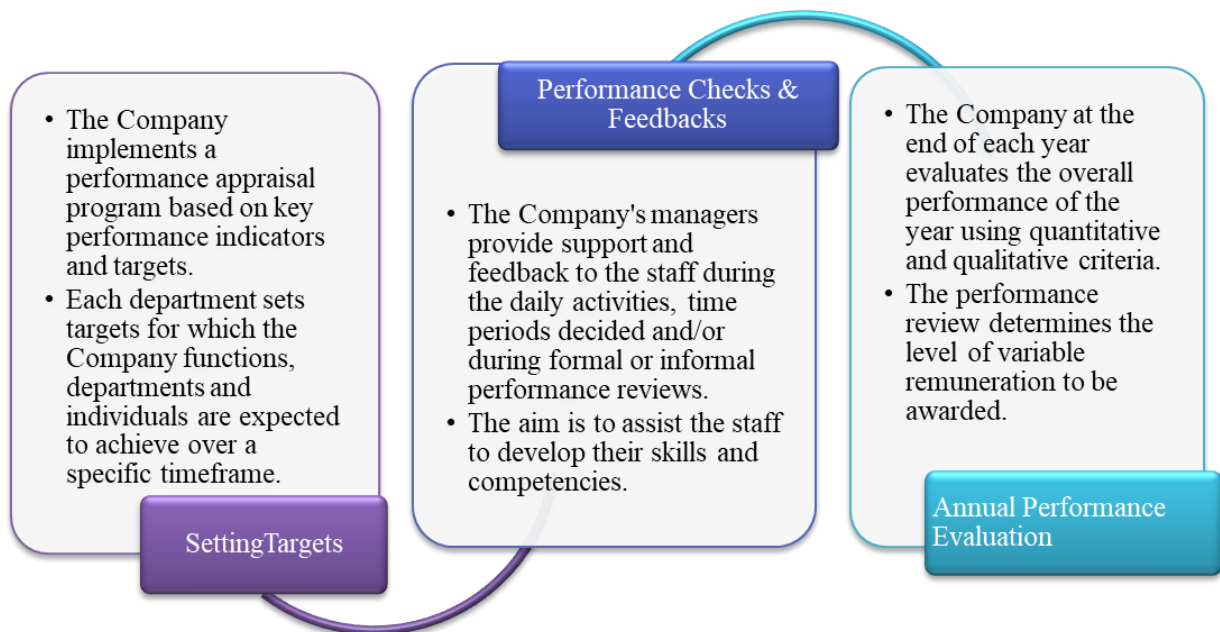 • The Company
implements a
performance appraisal
program based on key
performance indicators
and targets.
• Each department sets
targets for which the
Company functions,
departments and
individuals are expected
to achieve over a
specific timeframe.
SettingTargets
Performance Checks &
Feedbacks
• The Company's managers
provide support and
feedback to the staff during
the daily activities, time
periods decided and/or
during formal or informal
performance reviews.
• The aim is to assist the staff
to develop their skills and
competencies.
• The Company at the
end of each year
evaluates the overall
performance of the
year using quantitative
and qualitative criteria.
• The performance
review determines the
level of variable
remuneration to be
awarded.
Annual Performance
Evaluation